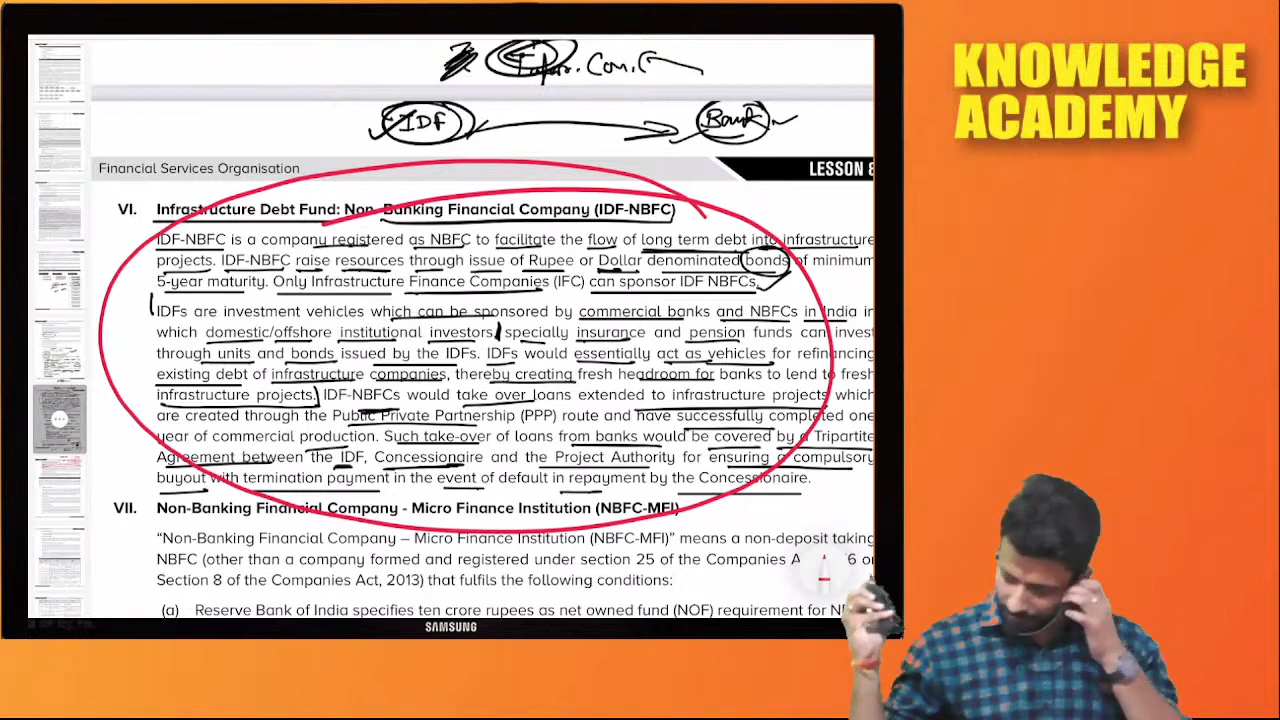 KNOWLEDGE
ACADEMY
IDF
Bank
Financial Services Organisation
LESSON 8
VI. Infrastructure Debt Fund: Non-Banking Financial Company (IDF-NBFC)
IDF-NBFC is a company registered as NBFC to facilitate the flow of long term debt to infrastructure
projects. IDF-NBFC raise resources through issue of Rupee or Dollar denominated bonds of minimum
5-year maturity. Only Infrastructure Finance Companies (IFC) can sponsor IDF NBFCs.
IDFs are investment vehicles which can be sponsored by commercial banks and NBFCs in India in
which domestic/offshore institutional investors, specially insurance and pension funds can invest
through units and bonds issued by the IDFs. IDFs would essentially act as vehicles for refinancing
existing debt of infrastructure companies, thereby creating fresh headroom for banks to lend to fresh
infrastructure projects. IDF-NBFCs would take over loans extended to infrastructure projects which
are created through the Public Private Partnership (PPP) route and have successfully completed one
year of commercial production. Such take-over of loans from banks would be covered by a Tripartite
Agreement between the IDF, Concessionaire and the Project Authority for ensuring a compulsory
buyout with termination payment in the event of default in repayment by the Concessionaire.
VII. Non-Banking Financial Company - Micro Finance Institution (NBFC-MFI)
"Non-Banking Financial Company – Micro Finance Institution (NBFC-MFI)" means a non-deposit taking
NBFC (other than a company formed and registered under section 25 of the Companies A
Section 8 of the Companies Act, 2013) that fulfils the following conditions:
a) Reserve Bank of India specified ten crore rupees as net owned fund (NOF) requirement for N
SAMSUNG